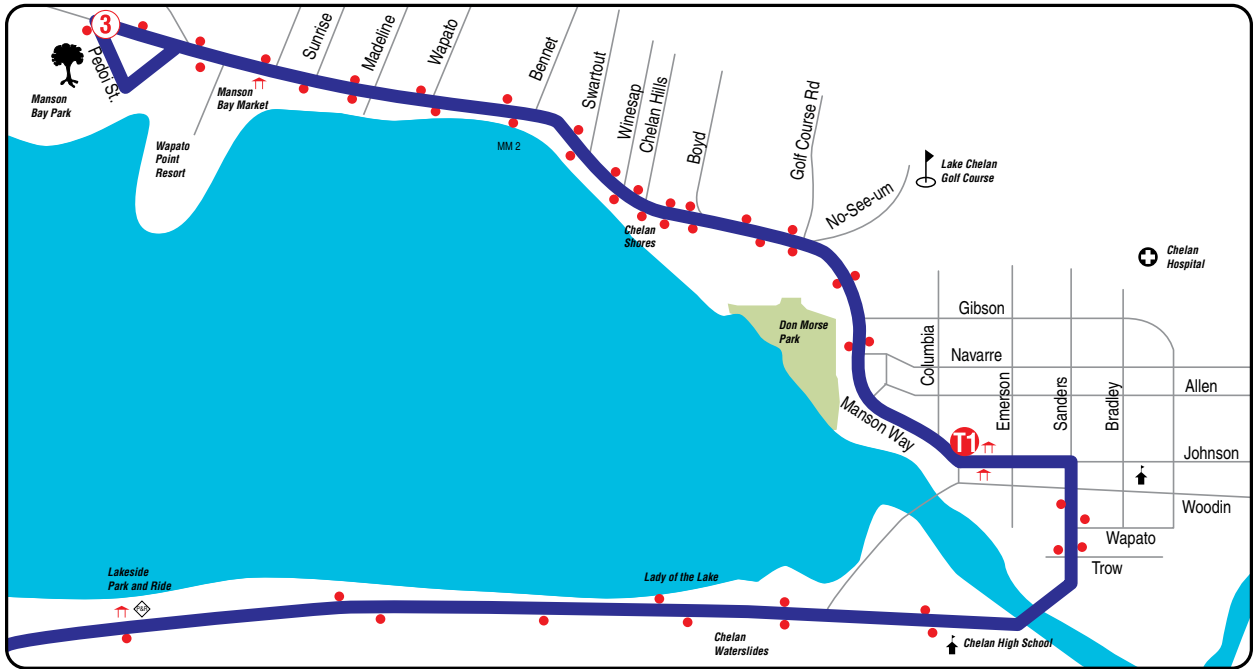 3
Pedoi St.
Manson
Bay Park
Manson
Bay Market
Wapato
Point
Resort
Sunrise
Madeline
Wapato
Bennet
MM 2
Swartout
Winesap
Chelan Hills
Chelan
Shores
Boyd
Golf Course Rd
No-See-um
Lake Chelan
Golf Course
Chelan
Hospital
Don Morse
Park
Gibson
Navarre
Columbia
Emerson
Sanders
Bradley
Allen
Manson Way
T1
Johnson
Woodin
Wapato
Trow
Lakeside
Park and Ride
P&R
Lady of the Lake
Chelan
Waterslides
Chelan High School